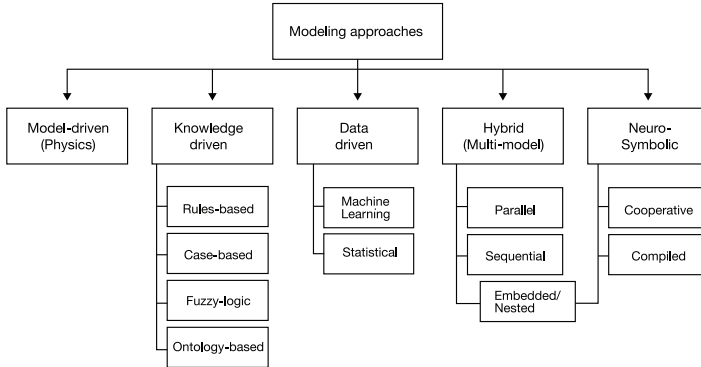 Modeling approaches
Model-driven
(Physics)
Knowledge
driven
Data
driven
Hybrid
(Multi-model)
Neuro-
Symbolic
Rules-based
Case-based
Fuzzy-logic
Ontology-based
Machine
Learning
Statistical
Parallel
Sequential
Embedded/
Nested
Cooperative
Compiled